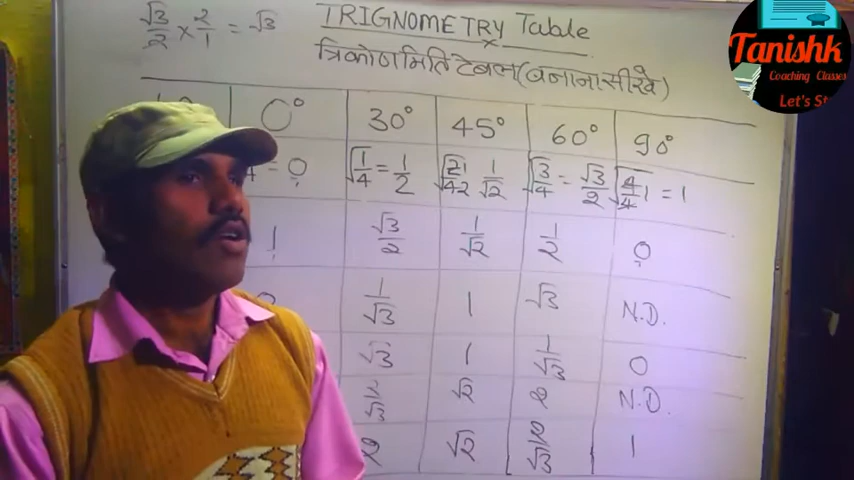 √3/2 × 2/1 = √3
TRIGNOMETRY Table
त्रिकोणमिति टेबल (बनाना सीखे)
Tanishk
Coaching Classes
Let's St
0° 30° 45° 60° 90°
4 = 0 √1/4 = 1/2 √2/4 1/√2 √3/4 = √3/2 √4/4 = 1
1 √3/2 1/√2 1/2 0
1/√3 1 √3 N.D.
√3 1 1/√3 0
2/√3 √2 2 N.D.
2 √2 2/√3 1